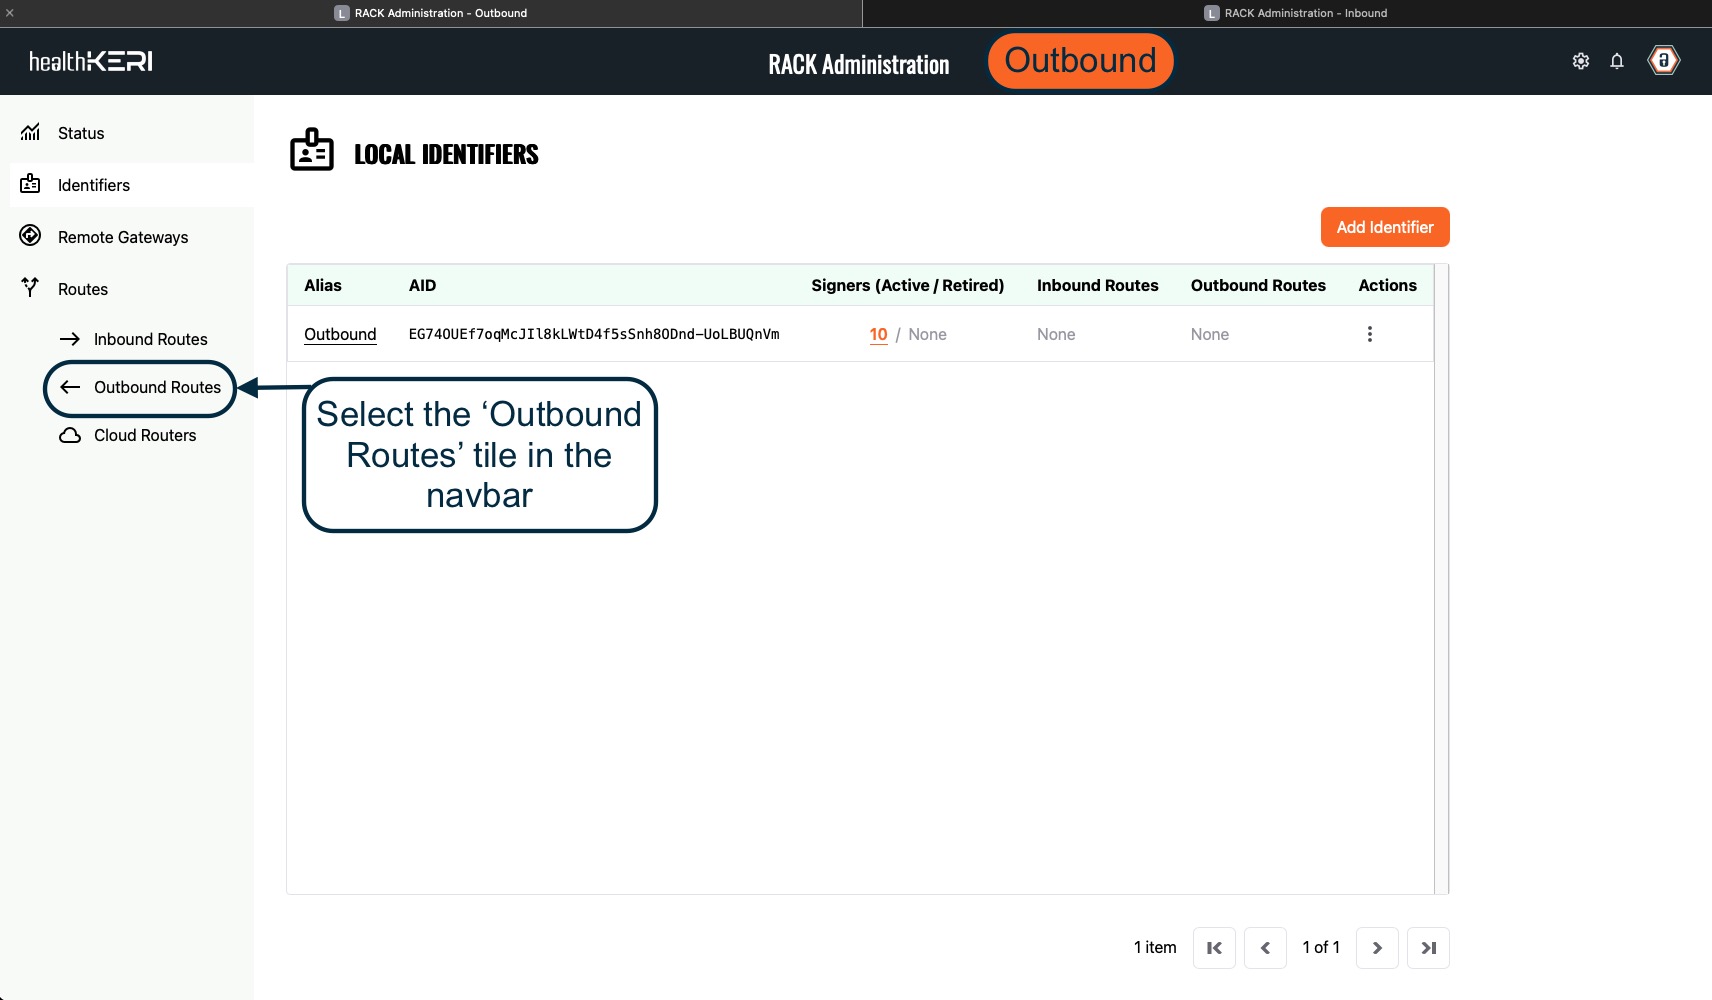 L RACK Administration - Outbound
L RACK Administration - Inbound
healthKERI
RACK Administration
Outbound
Status
Identifiers
Remote Gateways
Routes
Inbound Routes
Outbound Routes
Cloud Routers
LOCAL IDENTIFIERS
Add Identifier
Alias AID Signers (Active / Retired) Inbound Routes Outbound Routes Actions
Outbound EG74OUEf7oqMcJIl8kLWtD4f5sSnh8ODnd-UoLBUQnVm 10 / None None None
Select the ‘Outbound
Routes’ tile in the
navbar
1 item 1 of 1